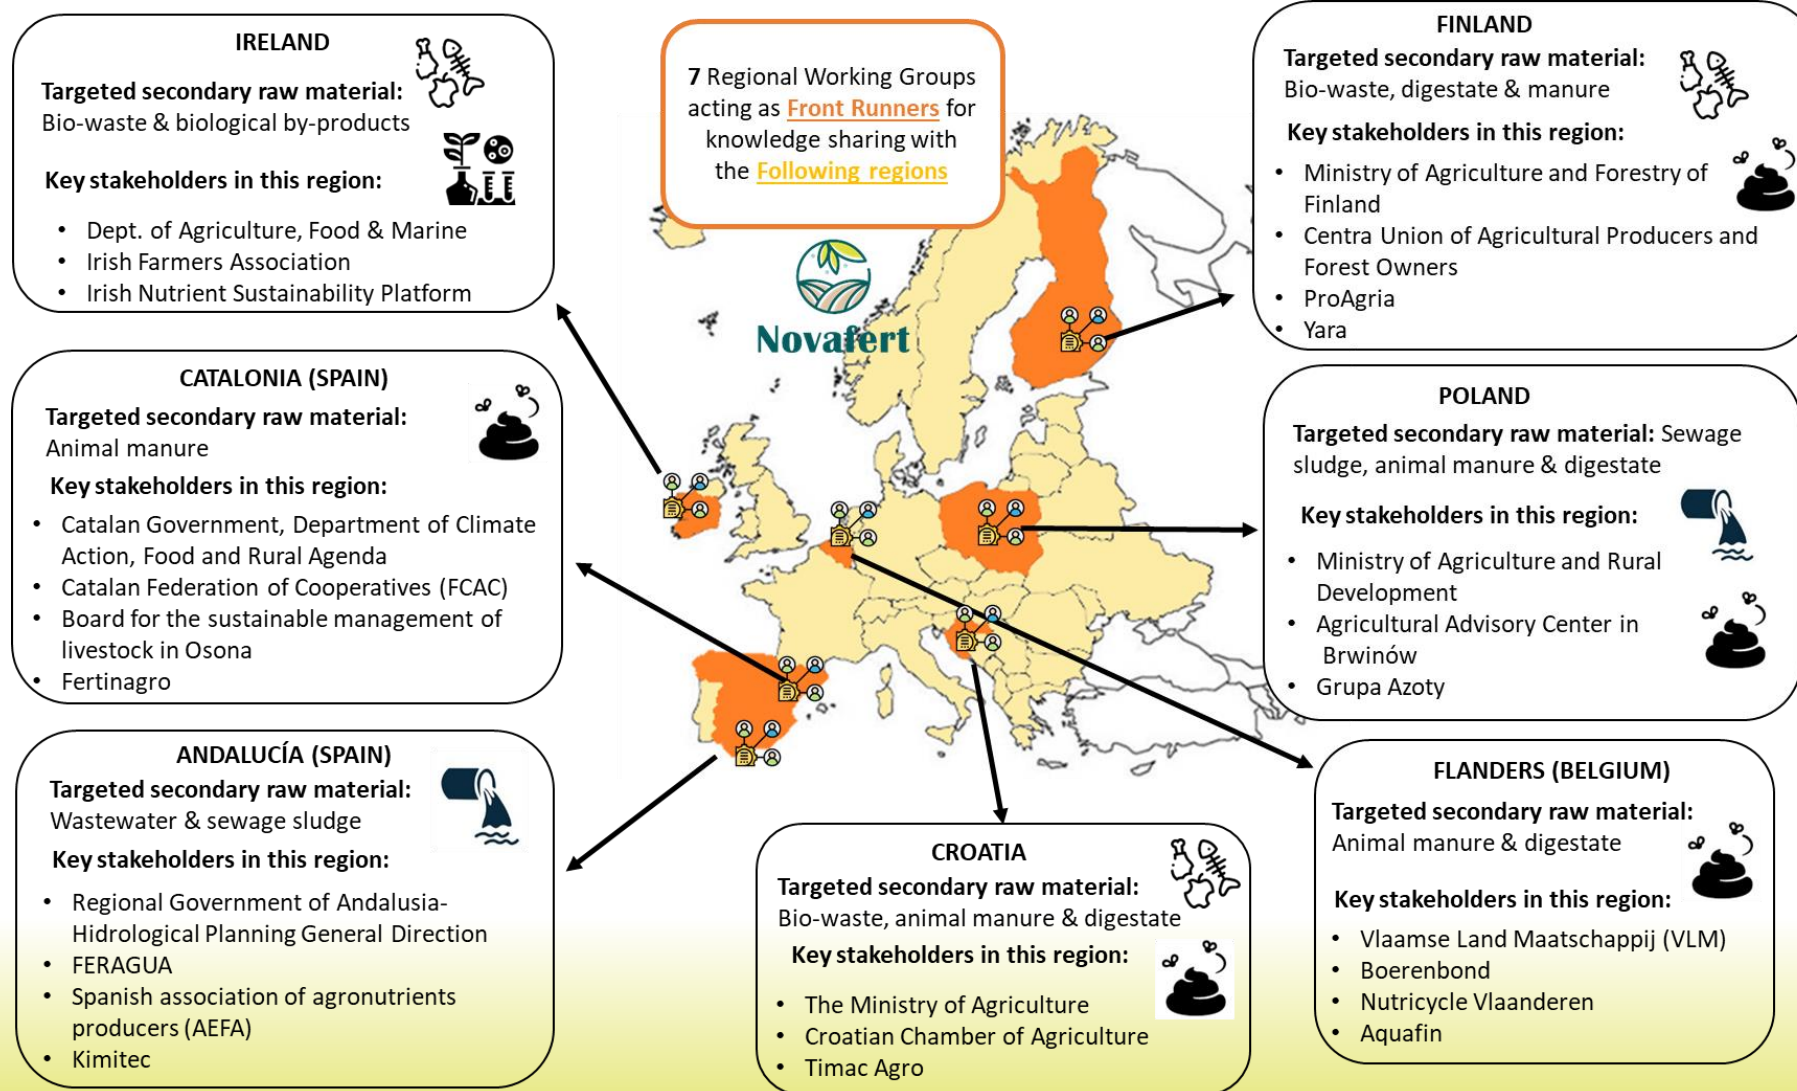 IRELAND
Targeted secondary raw material:
Bio-waste & biological by-products
Key stakeholders in this region:
• Dept. of Agriculture, Food & Marine
• Irish Farmers Association
• Irish Nutrient Sustainability Platform
7 Regional Working Groups
acting as Front Runners for
knowledge sharing with
the Following regions
Novafert
FINLAND
Targeted secondary raw material:
Bio-waste, digestate & manure
Key stakeholders in this region:
• Ministry of Agriculture and Forestry of
Finland
• Centra Union of Agricultural Producers and
Forest Owners
• ProAgria
• Yara
CATALONIA (SPAIN)
Targeted secondary raw material:
Animal manure
Key stakeholders in this region:
• Catalan Government, Department of Climate
Action, Food and Rural Agenda
• Catalan Federation of Cooperatives (FCAC)
• Board for the sustainable management of
livestock in Osona
• Fertinagro
POLAND
Targeted secondary raw material: Sewage
sludge, animal manure & digestate
Key stakeholders in this region:
• Ministry of Agriculture and Rural
Development
• Agricultural Advisory Center in
Brwinów
• Grupa Azoty
ANDALUCÍA (SPAIN)
Targeted secondary raw material:
Wastewater & sewage sludge
Key stakeholders in this region:
• Regional Government of Andalusia-
Hidrological Planning General Direction
• FERAGUA
• Spanish association of agronutrients
producers (AEFA)
• Kimitec
CROATIA
Targeted secondary raw material:
Bio-waste, animal manure & digestate
Key stakeholders in this region:
• The Ministry of Agriculture
• Croatian Chamber of Agriculture
• Timac Agro
FLANDERS (BELGIUM)
Targeted secondary raw material:
Animal manure & digestate
Key stakeholders in this region:
• Vlaamse Land Maatschappij (VLM)
• Boerenbond
• Nutricycle Vlaanderen
• Aquafin